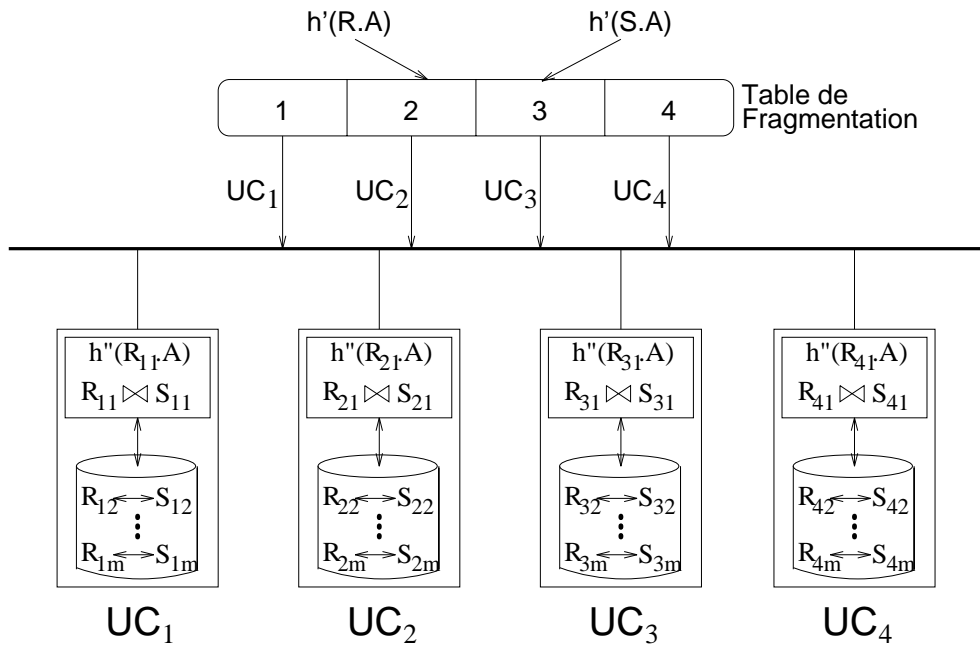 h'(R.A) h'(S.A)
1 2 3 4
Table de
Fragmentation
UC1 UC2 UC3 UC4
h"(R11.A) h"(R21.A) h"(R31.A) h"(R41.A)
R11 ⋈ S11 R21 ⋈ S21 R31 ⋈ S31 R41 ⋈ S41
R12 S12 R22 S22 R32 S32 R42 S42
R1m S1m R2m S2m R3m S3m R4m S4m
UC1 UC2 UC3 UC4